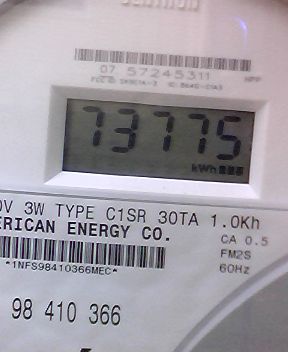 07 57245311
73775
kWh
0V 3W TYPE C1SR 30TA 1.0Kh
ERICAN ENERGY CO.
CA 0.5
FM2S
60Hz
*1NFS98410366MEC*
98 410 366